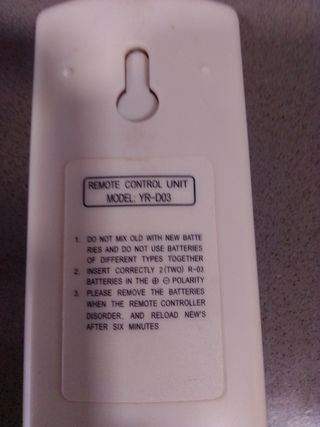 REMOTE CONTROL UNIT
MODEL: YR-D03
1. DO NOT MIX OLD WITH NEW BATTE
RIES AND DO NOT USE BATTERIES
OF DIFFERENT TYPES TOGETHER
2. INSERT CORRECTLY 2(TWO) R-03
BATTERIES IN THE ⊕ ⊖ POLARITY
3. PLEASE REMOVE THE BATTERIES
WHEN THE REMOTE CONTROLLER
DISORDER, AND RELOAD NEW'S
AFTER SIX MINUTES